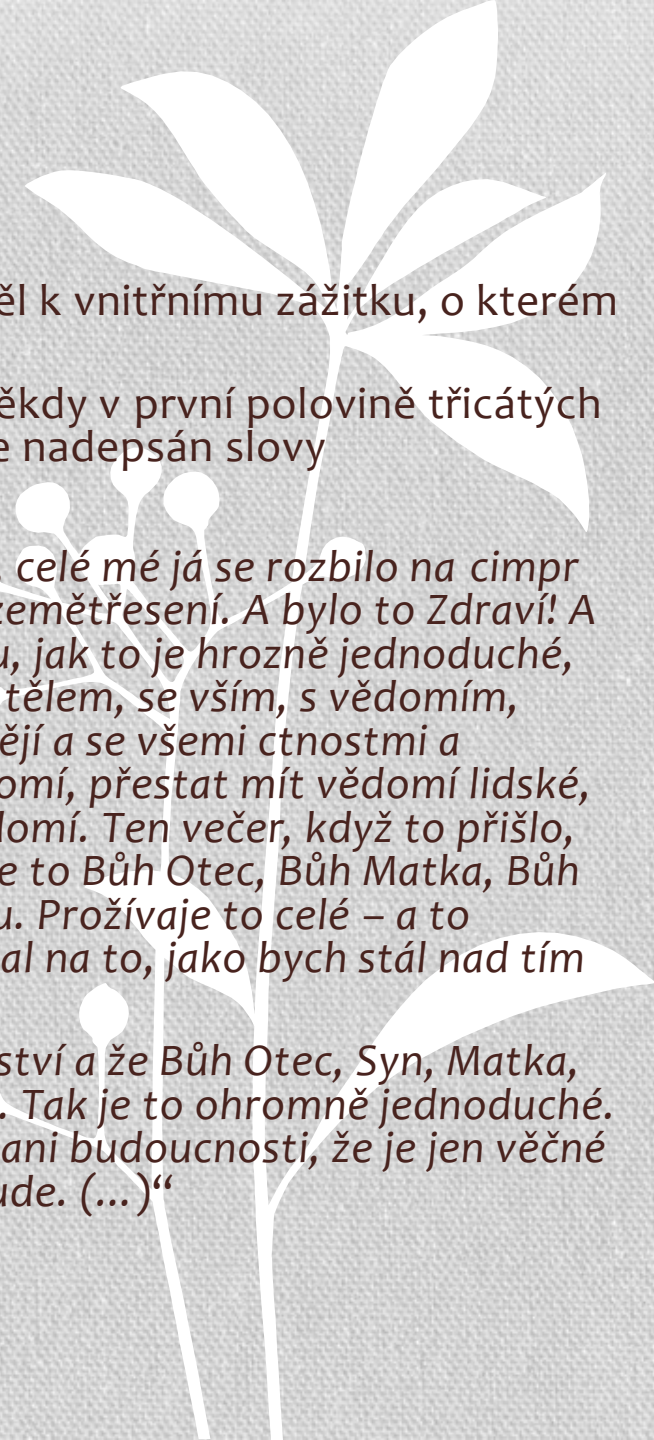 ěl k vnitřnímu zážitku, o kterém
ěkdy v první polovině třicátých
e nadepsán slovy
celé mé já se rozbilo na cimpr
zemětřesení. A bylo to Zdraví! A
u, jak to je hrozně jednoduché,
tělem, se vším, s vědomím,
ějí a se všemi ctnostmi a
omí, přestat mít vědomí lidské,
domí. Ten večer, když to přišlo,
e to Bůh Otec, Bůh Matka, Bůh
u. Prožívaje to celé – a to
al na to, jako bych stál nad tím
ství a že Bůh Otec, Syn, Matka,
. Tak je to ohromně jednoduché.
ani budoucnosti, že je jen věčné
ude. (...)“